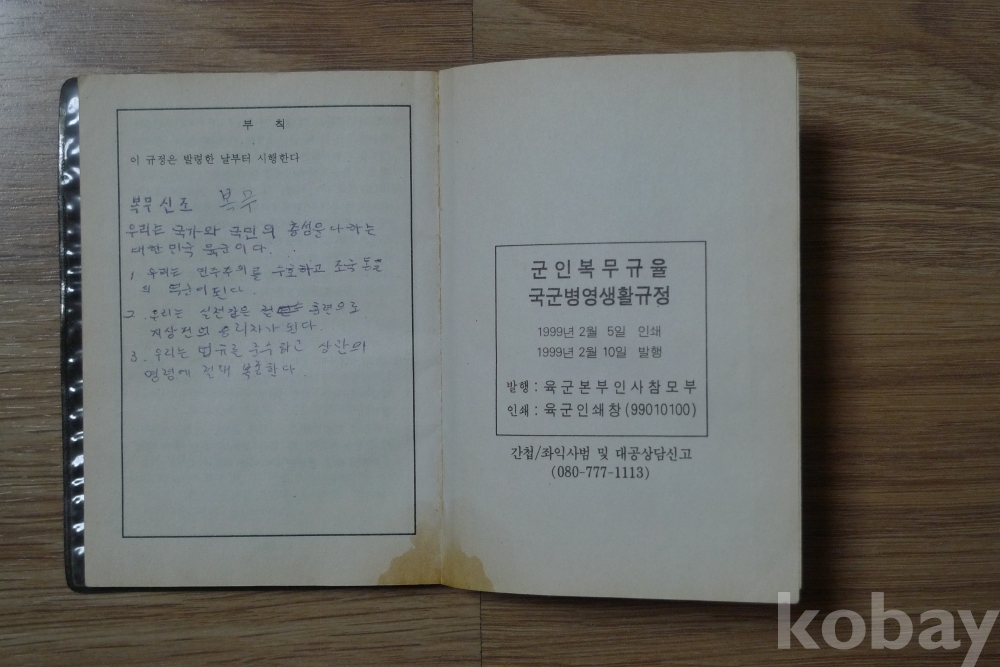 부 칙
이 규정은 발령한 날부터 시행한다
복무 신조 복무
우리는 국가와 국민의 충성을 다하는
대한민국 육군이다.
1. 우리는 민주주의를 수호하고 조국통일
의 역군이 된다.
2. 우리는 실전같은 훈련으로
지상전의 승리자가 된다.
3. 우리는 법규를 준수하고 상관의
명령에 절대 복종한다.
군인복무규율
국군병영생활규정
1999년 2월 5일 인쇄
1999년 2월 10일 발행
발행 : 육군본부인사참모부
인쇄 : 육군인쇄창(99010100)
간첩/좌익사범 및 대공상담신고
(080-777-1113)
kobay